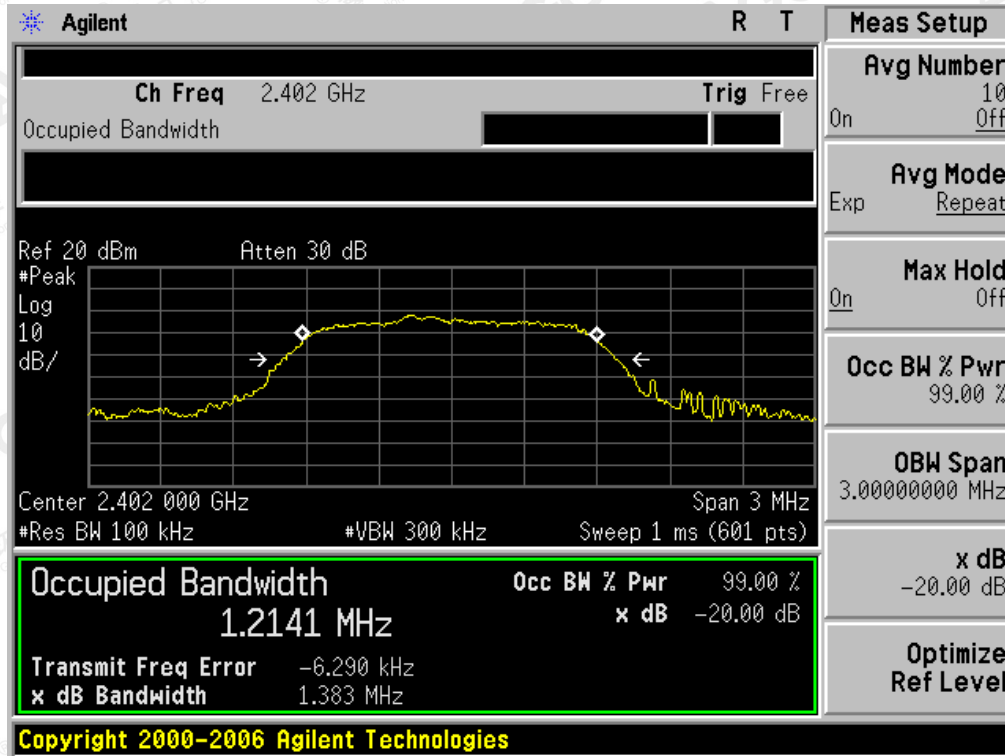 Agilent R T
Ch Freq 2.402 GHz Trig Free
Occupied Bandwidth
Ref 20 dBm Atten 30 dB
#Peak
Log
10
dB/
Center 2.402 000 GHz Span 3 MHz
#Res BW 100 kHz #VBW 300 kHz Sweep 1 ms (601 pts)
Occupied Bandwidth
1.2141 MHz
Occ BW % Pwr 99.00 %
x dB -20.00 dB
Transmit Freq Error -6.290 kHz
x dB Bandwidth 1.383 MHz
Copyright 2000-2006 Agilent Technologies
Meas Setup
Avg Number
10
On Off
Avg Mode
Exp Repeat
Max Hold
On Off
Occ BW % Pwr
99.00 %
OBW Span
3.00000000 MHz
x dB
-20.00 dB
Optimize
Ref Level